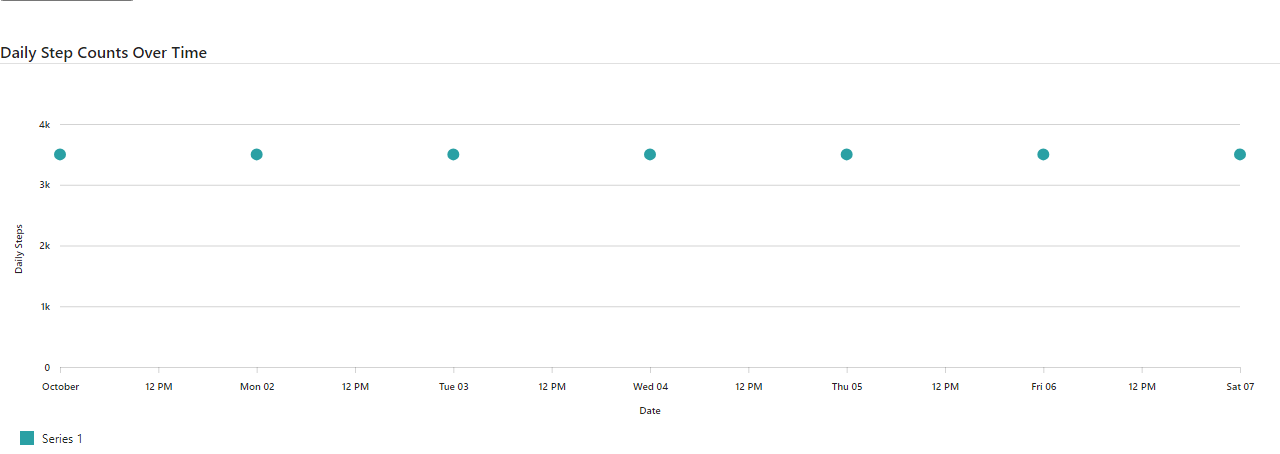 Daily Step Counts Over Time
4k
3k
2k
1k
0
Daily Steps
October 12 PM Mon 02 12 PM Tue 03 12 PM Wed 04 12 PM Thu 05 12 PM Fri 06 12 PM Sat 07
Date
Series 1